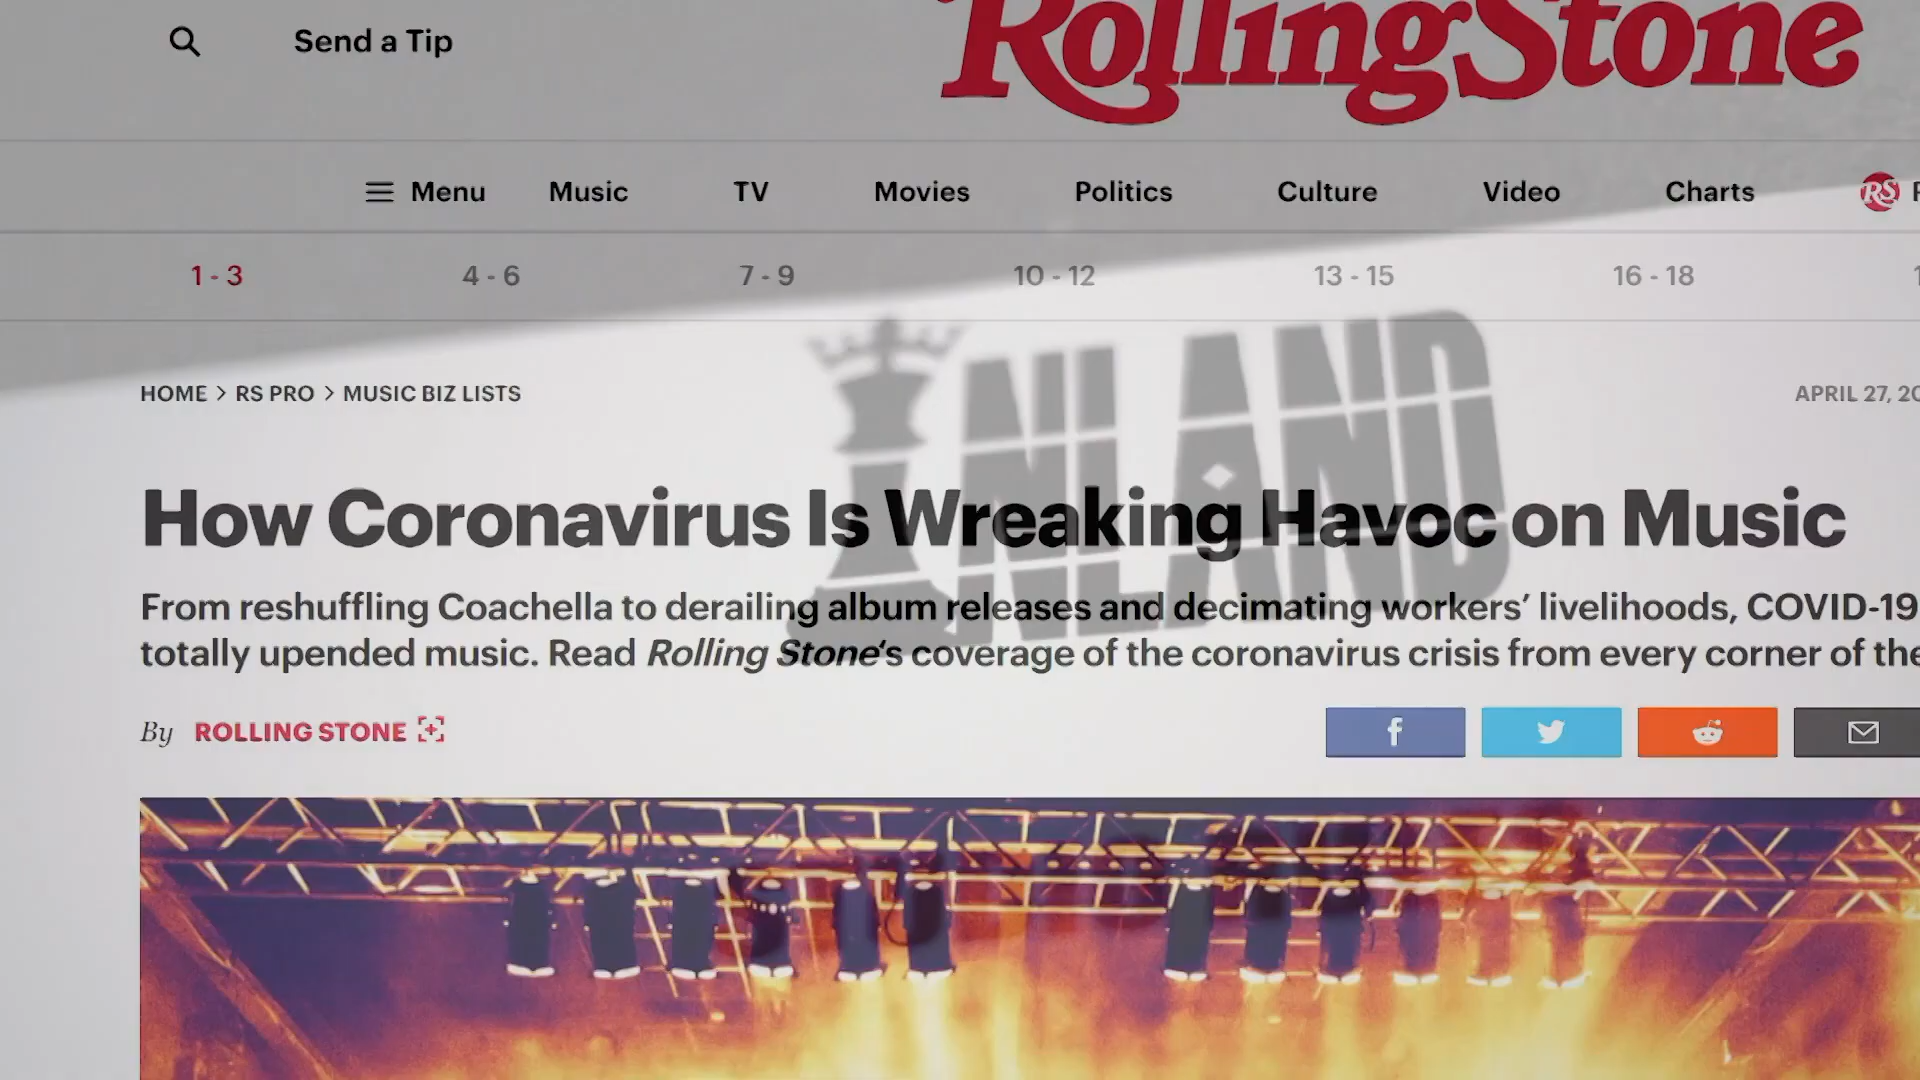 Send a Tip
RollingStone
Menu Music TV Movies Politics Culture Video Charts RS
1 - 3 4 - 6 7 - 9 10 - 12 13 - 15 16 - 18
HOME > RS PRO > MUSIC BIZ LISTS
APRIL 27,
INLAND
How Coronavirus Is Wreaking Havoc on Music
From reshuffling Coachella to derailing album releases and decimating workers’ livelihoods, COVID-19
totally upended music. Read Rolling Stone‘s coverage of the coronavirus crisis from every corner of the
By ROLLING STONE